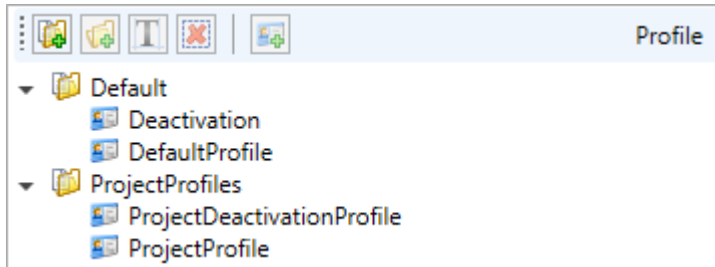 Profile
Default
Deactivation
DefaultProfile
ProjectProfiles
ProjectDeactivationProfile
ProjectProfile